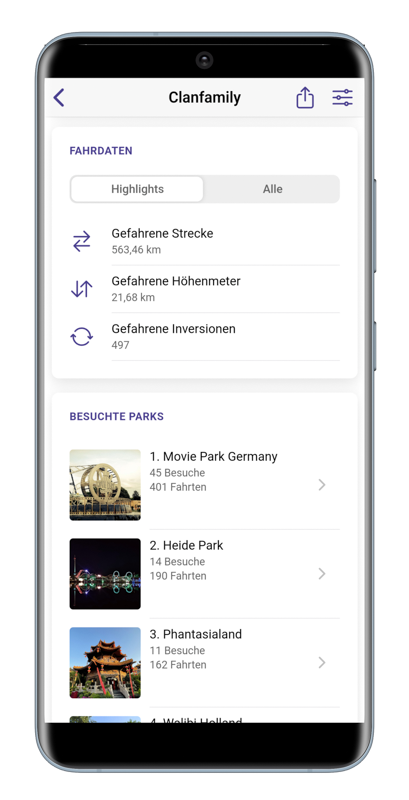 Clanfamily
FAHRDATEN
Highlights
Alle
Gefahrene Strecke
563,46 km
Gefahrene Höhenmeter
21,68 km
Gefahrene Inversionen
497
BESUCHTE PARKS
1. Movie Park Germany
45 Besuche
401 Fahrten
2. Heide Park
14 Besuche
190 Fahrten
3. Phantasialand
11 Besuche
162 Fahrten
4. Walibi Holland